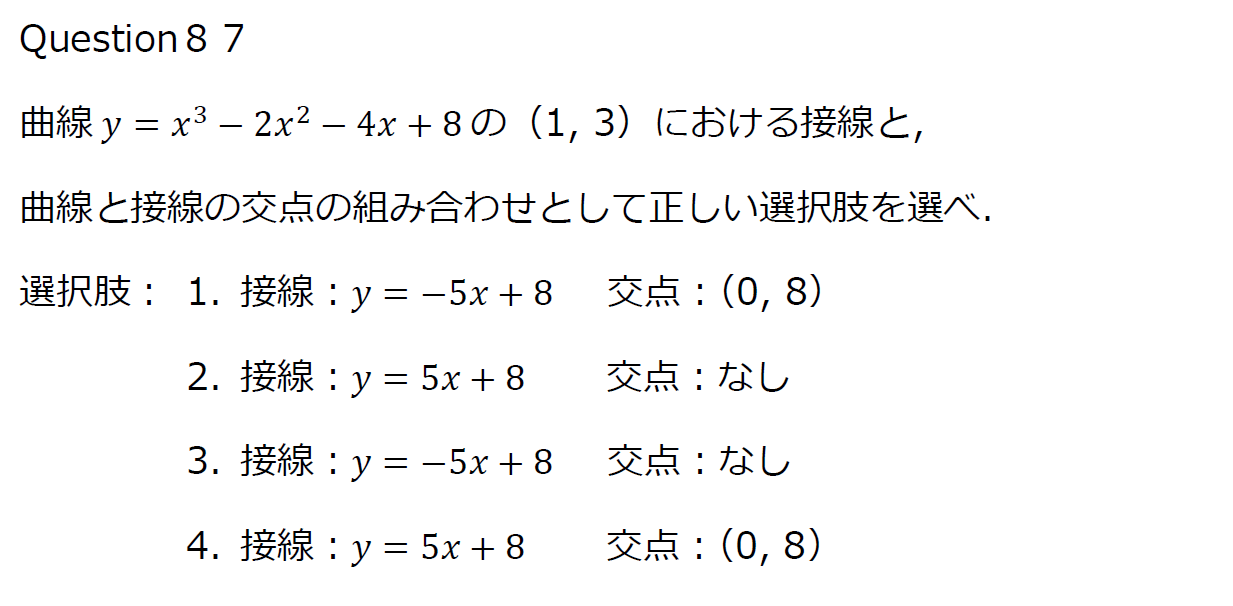 Question８７
曲線 y = x³ − 2x² − 4x + 8 の（1, 3）における接線と,
曲線と接線の交点の組み合わせとして正しい選択肢を選べ.
選択肢： 1. 接線：y = −5x + 8 交点：（0, 8）
2. 接線：y = 5x + 8 交点：なし
3. 接線：y = −5x + 8 交点：なし
4. 接線：y = 5x + 8 交点：（0, 8）